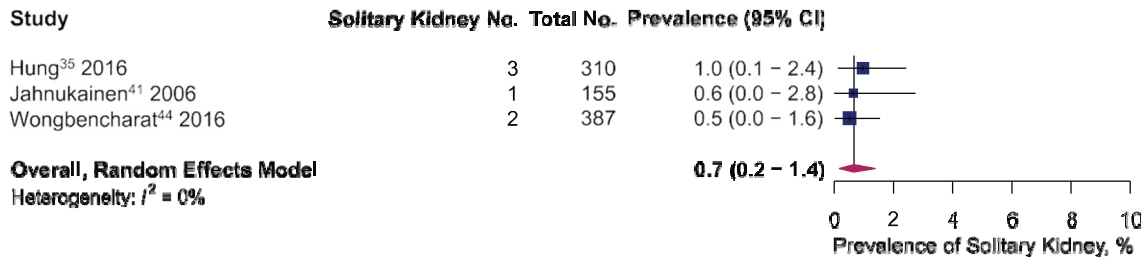 Study Solitary Kidney No. Total No. Prevalence (95% CI)
Hung³⁵ 2016 3 310 1.0 (0.1 − 2.4)
Jahnukainen⁴¹ 2006 1 155 0.6 (0.0 − 2.8)
Wongbencharat⁴⁴ 2016 2 387 0.5 (0.0 − 1.6)
Overall, Random Effects Model 0.7 (0.2 − 1.4)
Heterogeneity: I² = 0%
0 2 4 6 8 10
Prevalence of Solitary Kidney, %